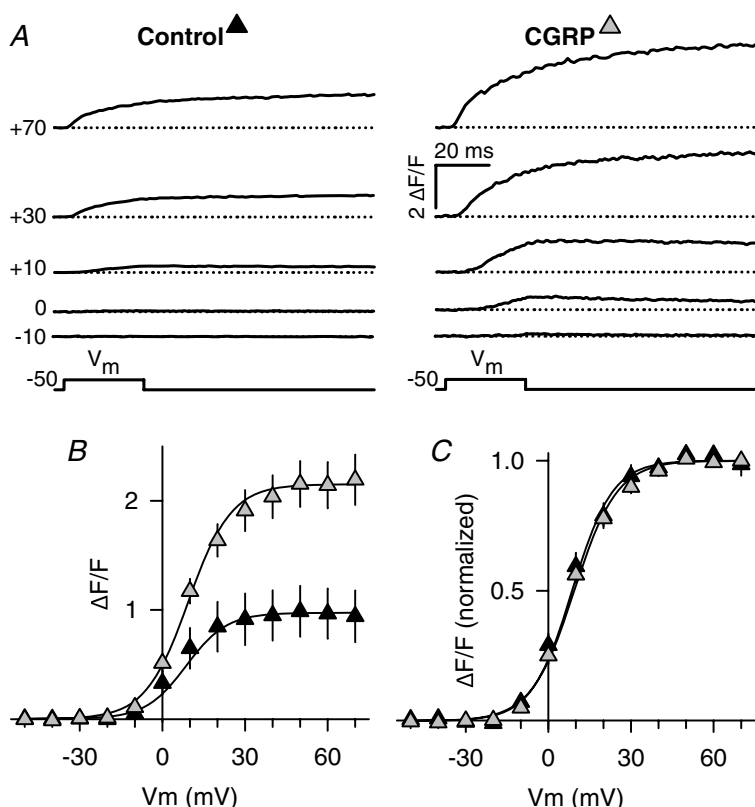 A
Control
CGRP
+70
+30
+10
0
-10
-50
Vm
20 ms
2 ΔF/F
-50
Vm
B
2
1
ΔF/F
-30 0 30 60
Vm (mV)
C
1.0
0.5
ΔF/F (normalized)
-30 0 30 60
Vm (mV)